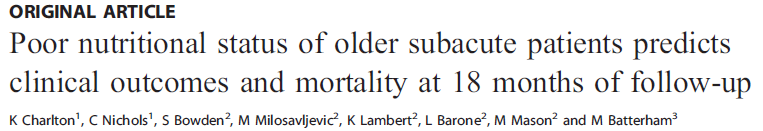 ORIGINAL ARTICLE
Poor nutritional status of older subacute patients predicts
clinical outcomes and mortality at 18 months of follow-up
K Charlton¹, C Nichols¹, S Bowden², M Milosavljevic², K Lambert², L Barone², M Mason² and M Batterham³